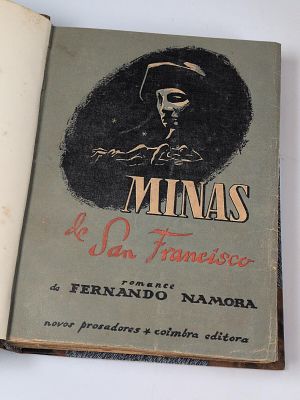 MINAS
de San Francisco
romance
de FERNANDO NAMORA
novos prosadores * coimbra editora